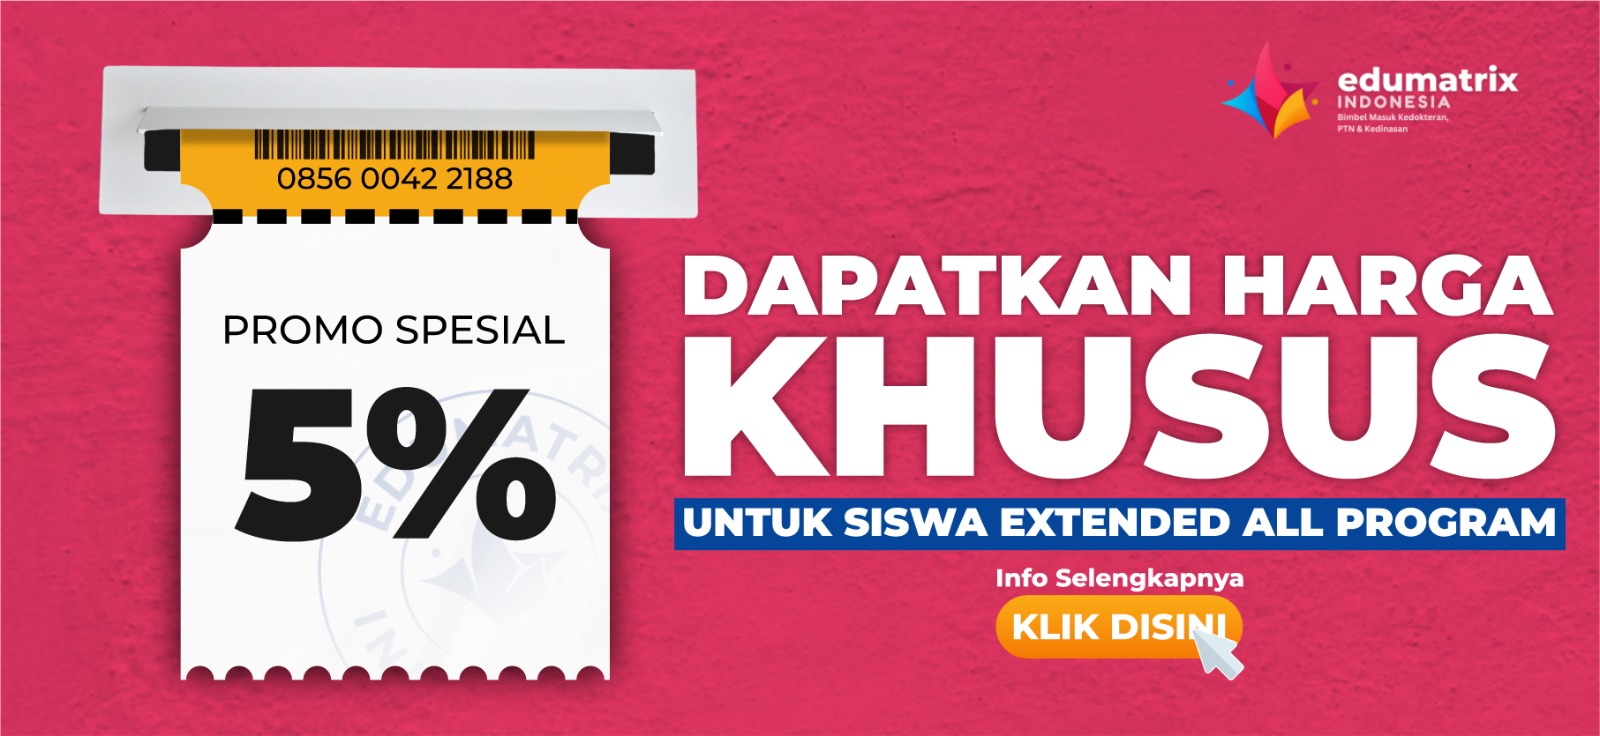 0856 0042 2188
PROMO SPESIAL
5%
EDUMATRIX
edumatrix
INDONESIA
Bimbel Masuk Kedokteran,
PTN & Kedinasan
DAPATKAN HARGA
KHUSUS
UNTUK SISWA EXTENDED ALL PROGRAM
Info Selengkapnya
KLIK DISINI